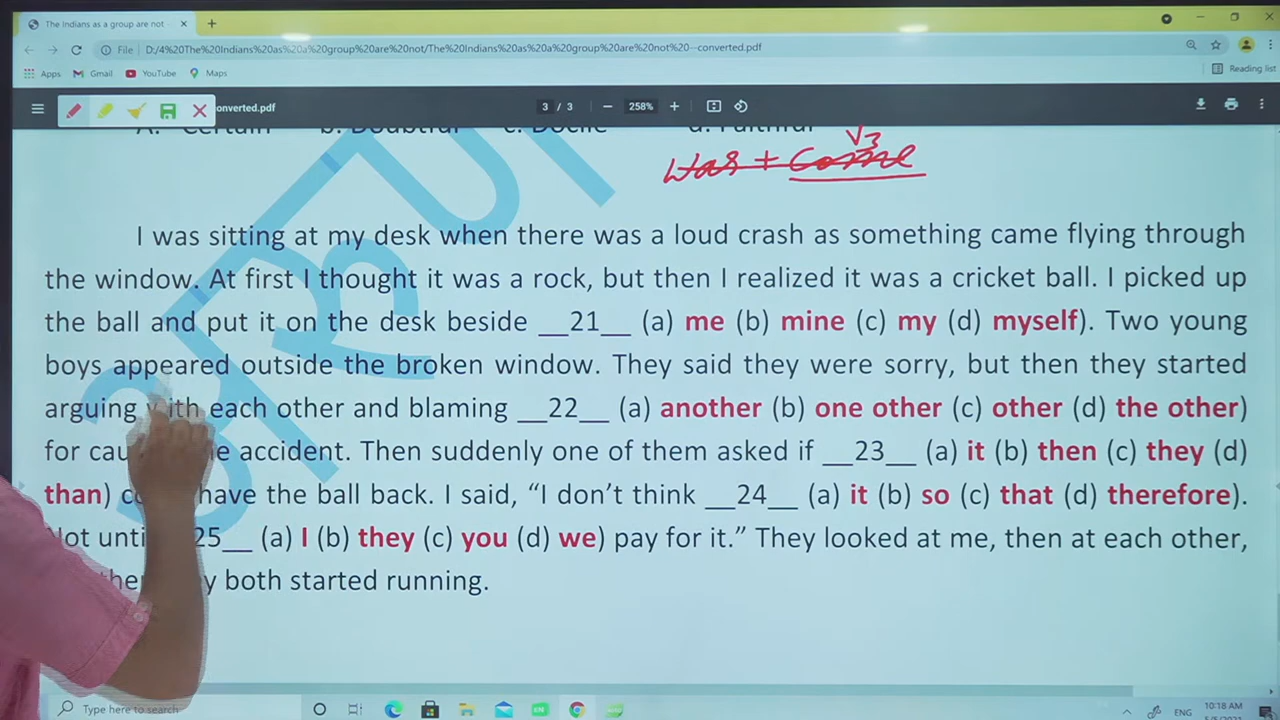 The Indians as a group are not
File D:/4%20The%20Indians%20as%20a%20group%20are%20not/The%20Indians%20as%20a%20group%20are%20not%20--converted.pdf
Apps Gmail YouTube Maps Reading list
onverted.pdf 3 / 3 258%
A. Certain b. Doubtful c. Docile d. Faithful
V3
Was + Come
I was sitting at my desk when there was a loud crash as something came flying through
the window. At first I thought it was a rock, but then I realized it was a cricket ball. I picked up
the ball and put it on the desk beside __21__ (a) me (b) mine (c) my (d) myself). Two young
boys appeared outside the broken window. They said they were sorry, but then they started
arguing with each other and blaming __22__ (a) another (b) one other (c) other (d) the other)
for cau e accident. Then suddenly one of them asked if __23__ (a) it (b) then (c) they (d)
than) have the ball back. I said, “I don’t think __24__ (a) it (b) so (c) that (d) therefore).
Not unti 25__ (a) I (b) they (c) you (d) we) pay for it.” They looked at me, then at each other,
both started running.
Type here to search
ENG 10:18 AM